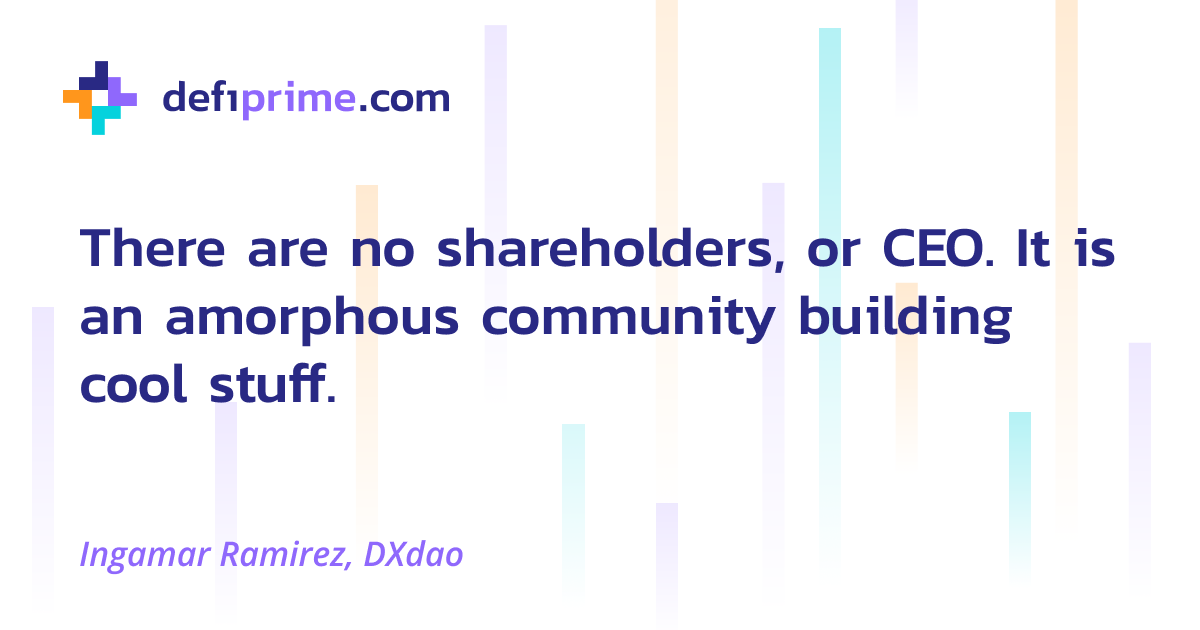 defiprime.com
There are no shareholders, or CEO. It is
an amorphous community building
cool stuff.
Ingamar Ramirez, DXdao